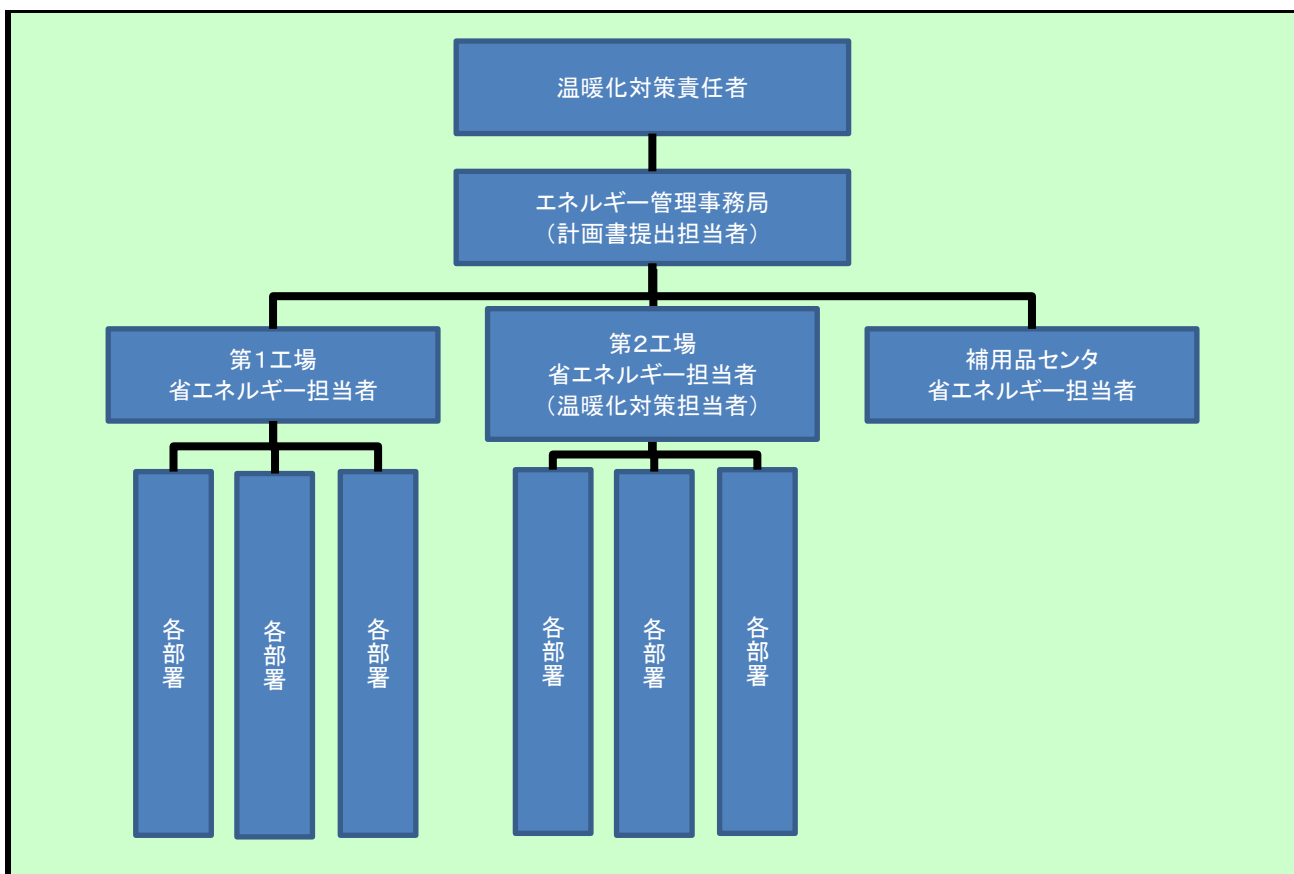 温暖化対策責任者
エネルギー管理事務局
（計画書提出担当者）
第１工場
省エネルギー担当者
第２工場
省エネルギー担当者
（温暖化対策担当者）
補用品センタ
省エネルギー担当者
各部署
各部署
各部署
各部署
各部署
各部署